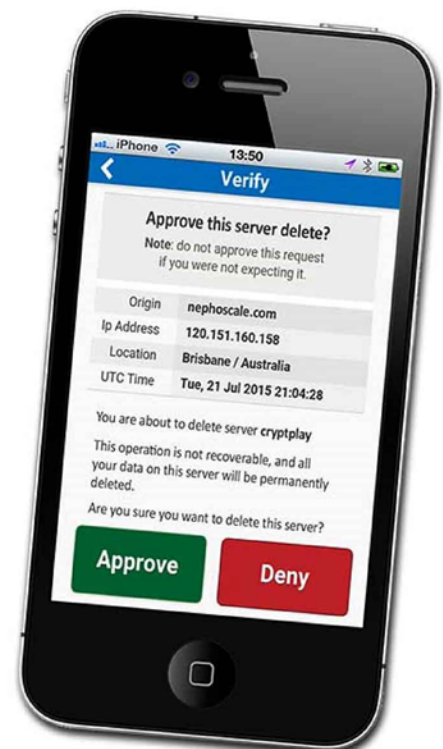 iPhone 13:50
Verify
Approve this server delete?
Note: do not approve this request
if you were not expecting it.
Origin nephoscale.com
Ip Address 120.151.160.158
Location Brisbane / Australia
UTC Time Tue, 21 Jul 2015 21:04:28
You are about to delete server cryptplay
This operation is not recoverable, and all
your data on this server will be permanently
deleted.
Are you sure you want to delete this server?
Approve Deny